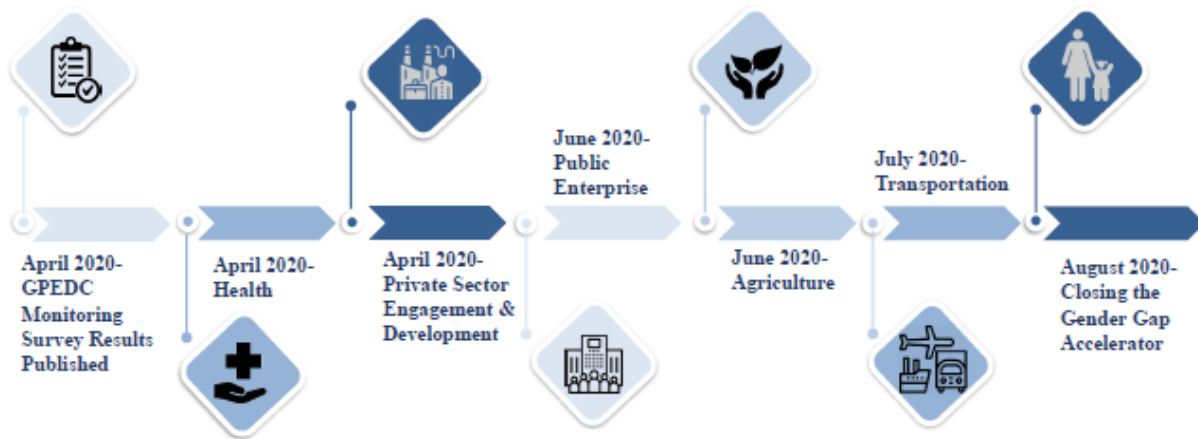 April 2020-
GPEDC
Monitoring
Survey Results
Published
April 2020-
Health
April 2020-
Private Sector
Engagement &
Development
June 2020-
Public
Enterprise
June 2020-
Agriculture
July 2020-
Transportation
August 2020-
Closing the
Gender Gap
Accelerator